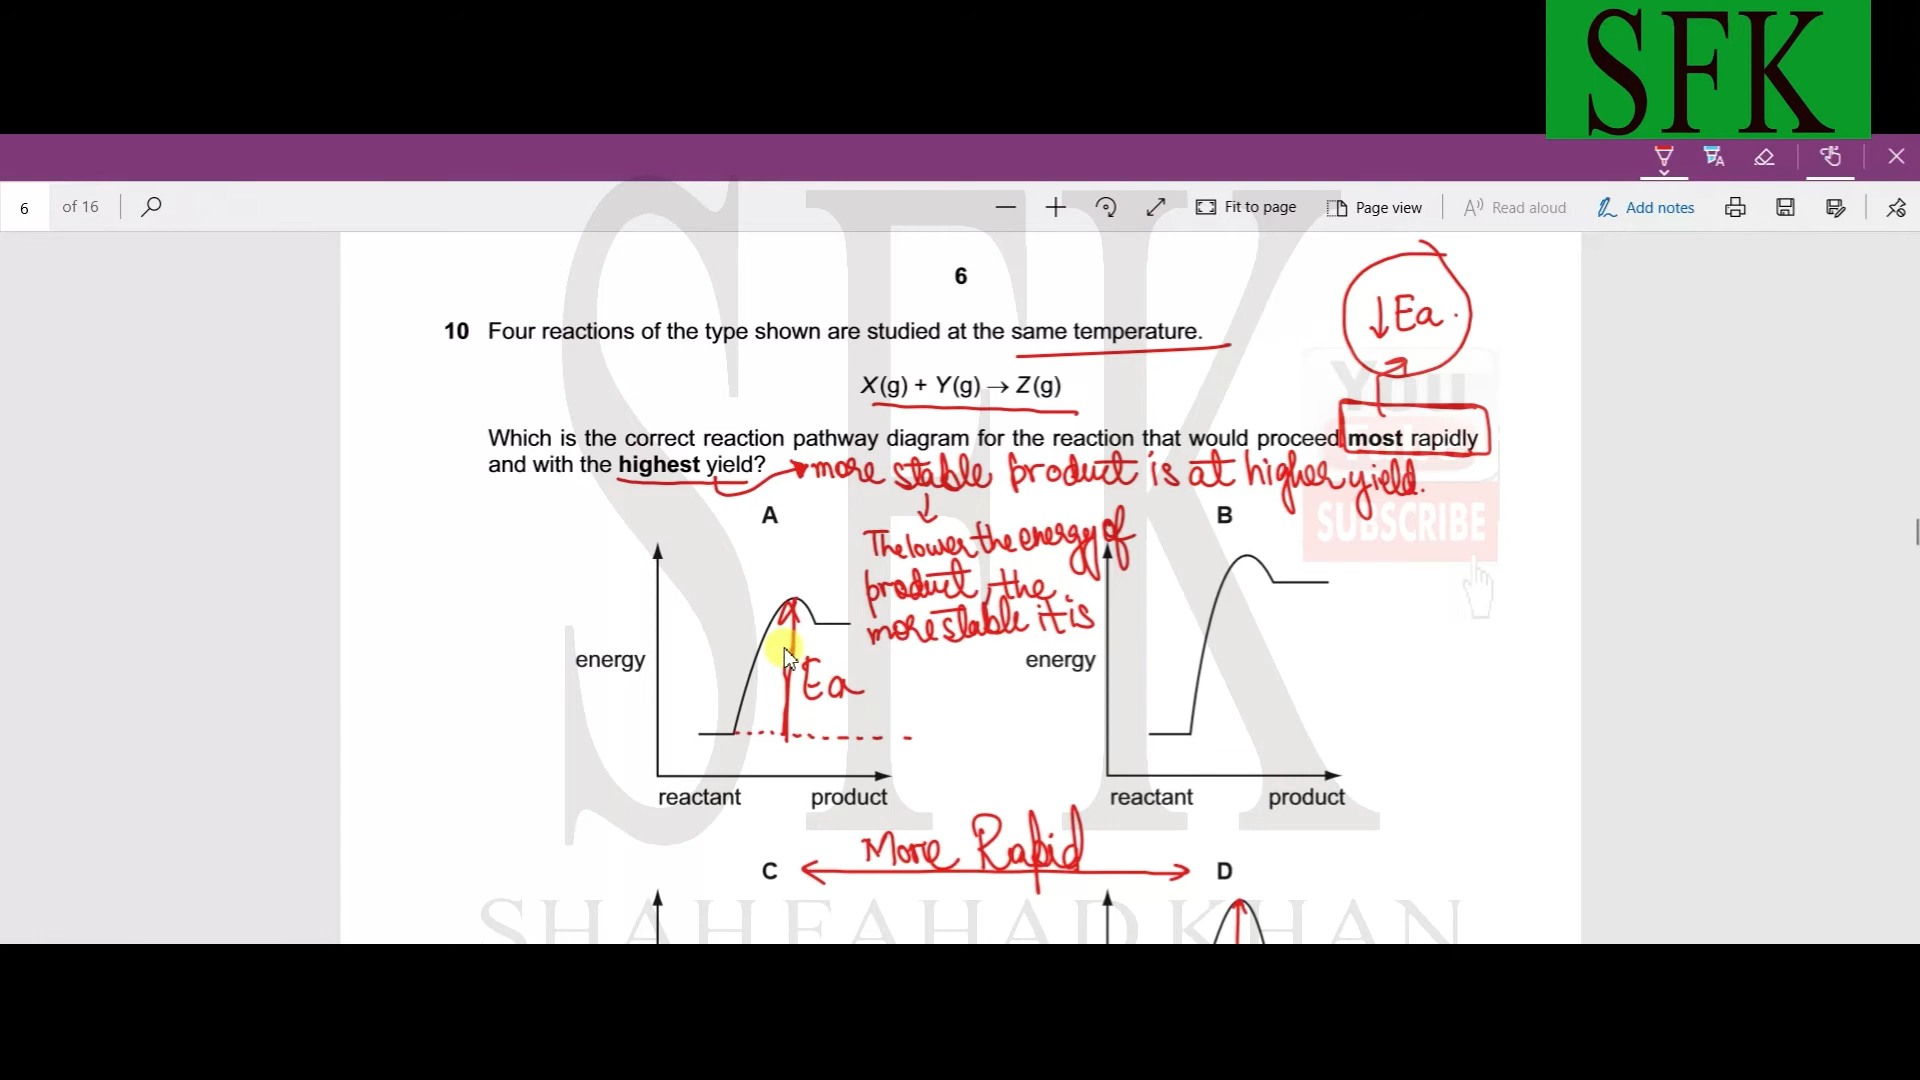 SFK
6 of 16
Fit to page
Page view
Read aloud
Add notes
SFK
6
↓Ea.
10 Four reactions of the type shown are studied at the same temperature.
X(g) + Y(g) → Z(g)
You
Which is the correct reaction pathway diagram for the reaction that would proceed most rapidly
and with the highest yield?
more stable product is at higher yield.
SUBSCRIBE
A
B
↓
The lower the energy of
product, the
more stable it is
energy
energy
Ea
reactant
product
reactant
product
More Rapid
C
D
SHAH FAHAD KHAN